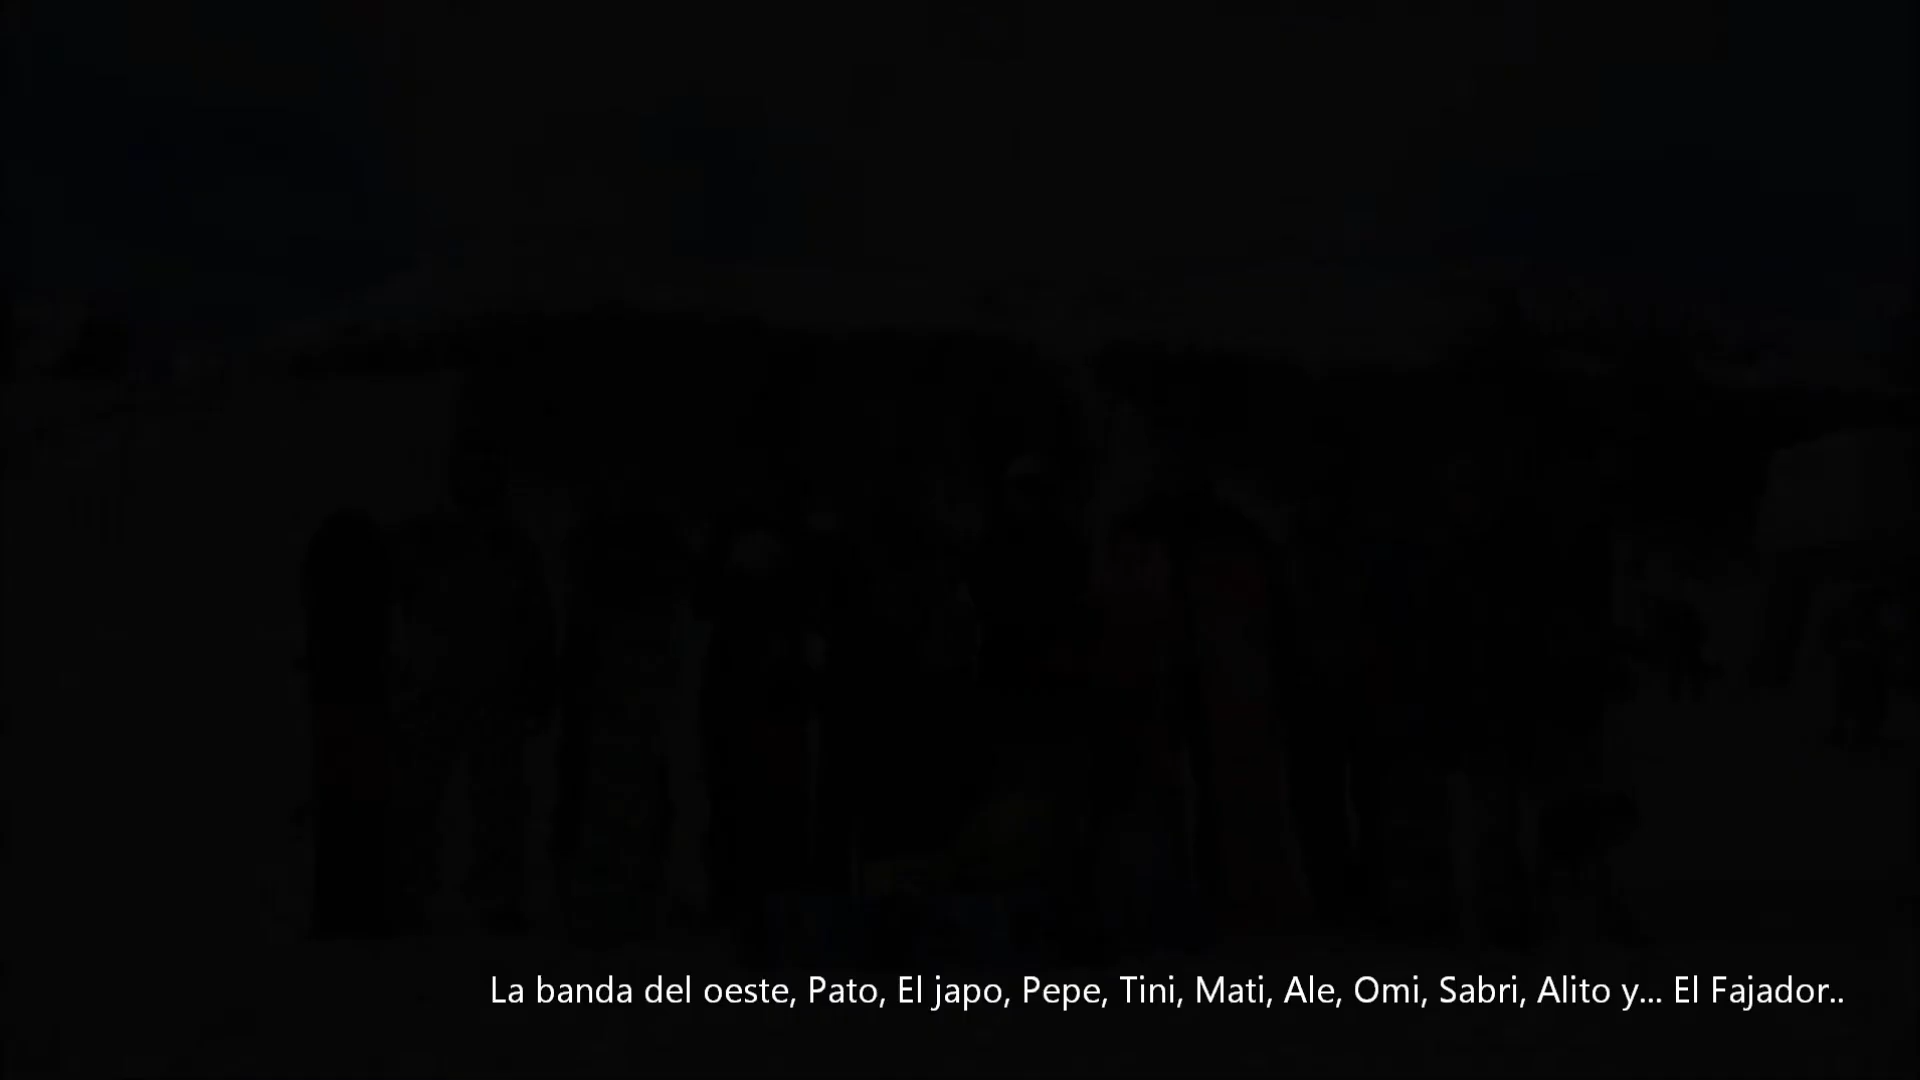 La banda del oeste, Pato, El japo, Pepe, Tini, Mati, Ale, Omi, Sabri, Alito y... El Fajador..